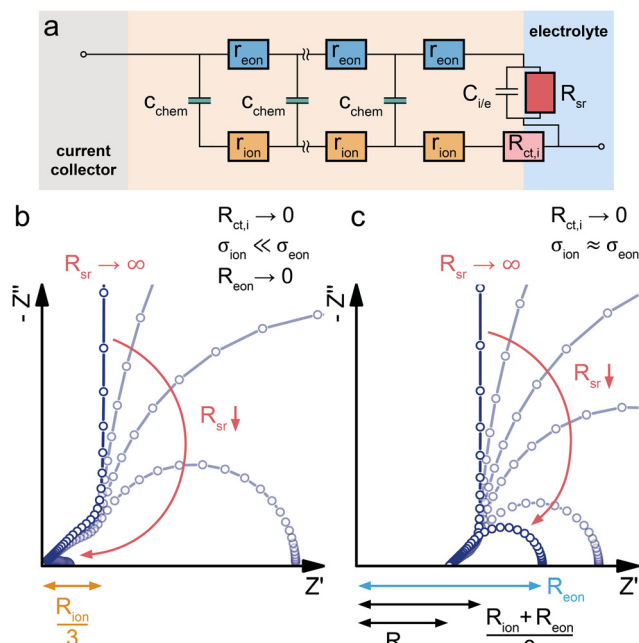 a
electrolyte
r_eon r_eon r_eon
c_chem c_chem c_chem C_i/e R_sr
r_ion r_ion r_ion R_ct,i
current
collector
b
R_ct,i → 0
σ_ion ≪ σ_eon
R_eon → 0
R_sr → ∞
- Z''
R_sr ↓
Z'
R_ion
3
c
R_ct,i → 0
σ_ion ≈ σ_eon
R_sr → ∞
- Z''
R_sr ↓
Z'
R_eon
R_ion + R_eon